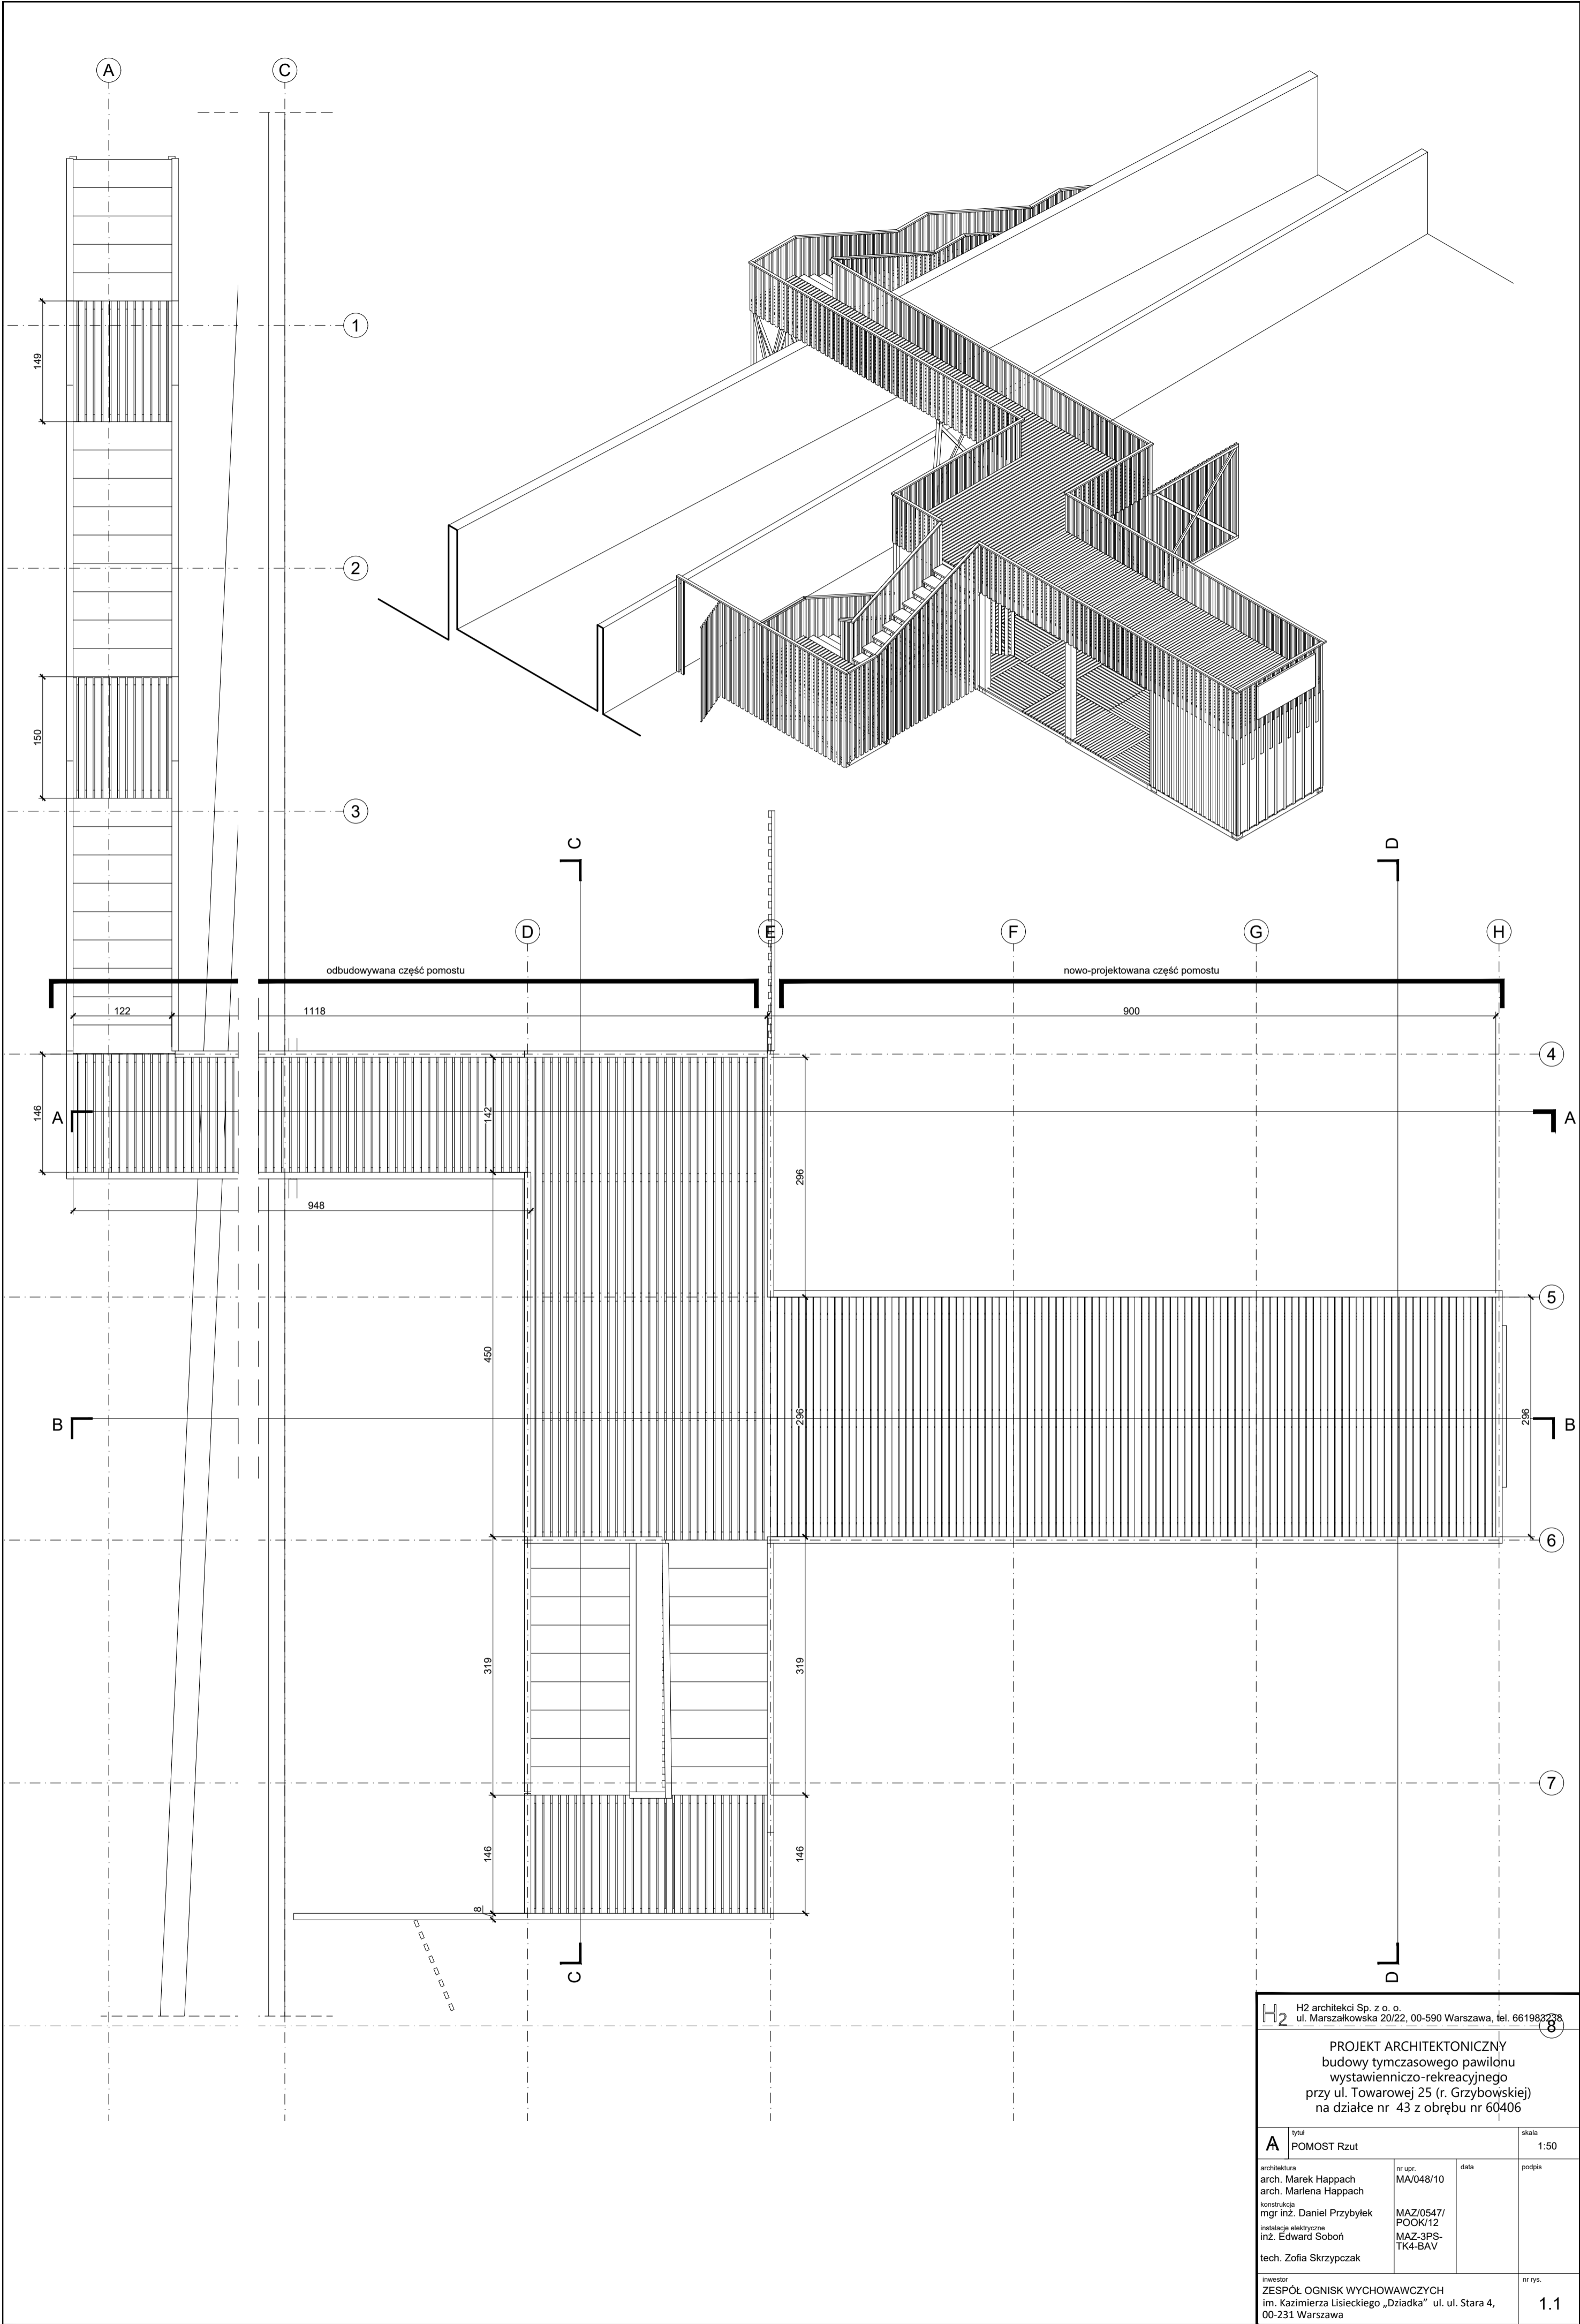 A
C
1
149
2
150
3
C
D
D
E
F
G
H
odbudowywana część pomostu
nowo-projektowana część pomostu
122
1118
900
4
146
A
142
A
296
948
5
450
B
296
296
B
6
319
319
7
146
146
8
C
D
H2
H2 architekci Sp. z o. o.
ul. Marszałkowska 20/22, 00-590 Warszawa, tel. 661983238
8
PROJEKT ARCHITEKTONICZNY
budowy tymczasowego pawilonu
wystawienniczo-rekreacyjnego
przy ul. Towarowej 25 (r. Grzybowskiej)
na działce nr 43 z obrębu nr 60406
A
tytuł
POMOST Rzut
skala
1:50
architektura
arch. Marek Happach
arch. Marlena Happach
konstrukcja
mgr inż. Daniel Przybyłek
instalacje elektryczne
inż. Edward Soboń
tech. Zofia Skrzypczak
nr upr.
MA/048/10
MAZ/0547/
POOK/12
MAZ-3PS-
TK4-BAV
data
podpis
inwestor
ZESPÓŁ OGNISK WYCHOWAWCZYCH
im. Kazimierza Lisieckiego „Dziadka” ul. ul. Stara 4,
00-231 Warszawa
nr rys.
1.1